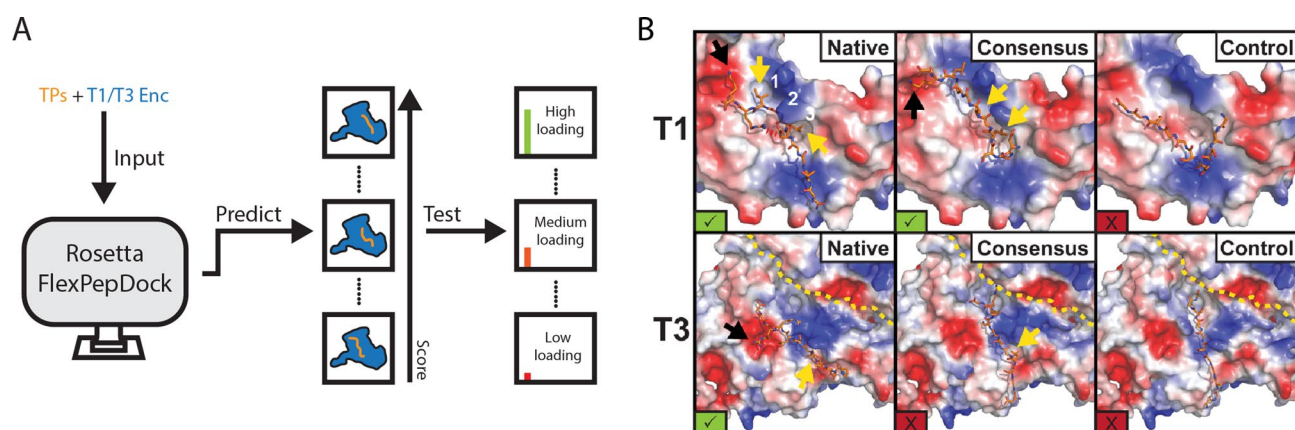 A
TPs + T1/T3 Enc
Input
Rosetta
FlexPepDock
Predict
Score
Test
High
loading
Medium
loading
Low
loading
B
T1
Native
1
2
3
Consensus
Control
T3
Native
Consensus
Control
✓
✓
X
✓
X
X